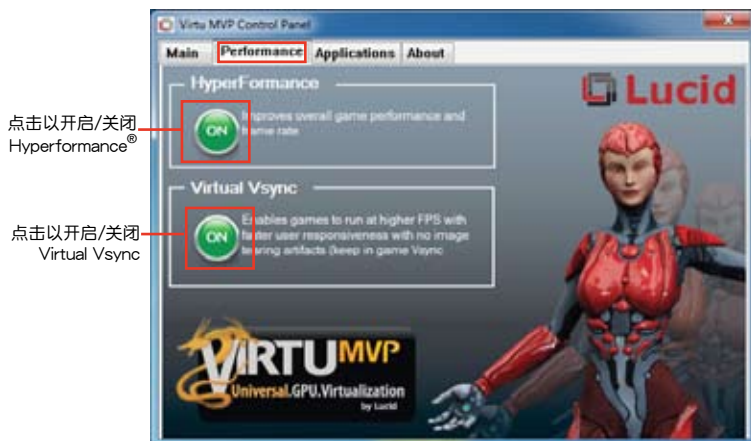 Virtu MVP Control Panel
Main Performance Applications About
HyperFormance
ON
Improves overall game performance and
frame rate
Lucid
点击以开启/关闭
Hyperformance®
Virtual Vsync
ON
Enables games to run at higher FPS with
faster user responsiveness with no image
tearing artifacts (keep in game Vsync
点击以开启/关闭
Virtual Vsync
VIRTUMVP
Universal.GPU.Virtualization
by Lucid